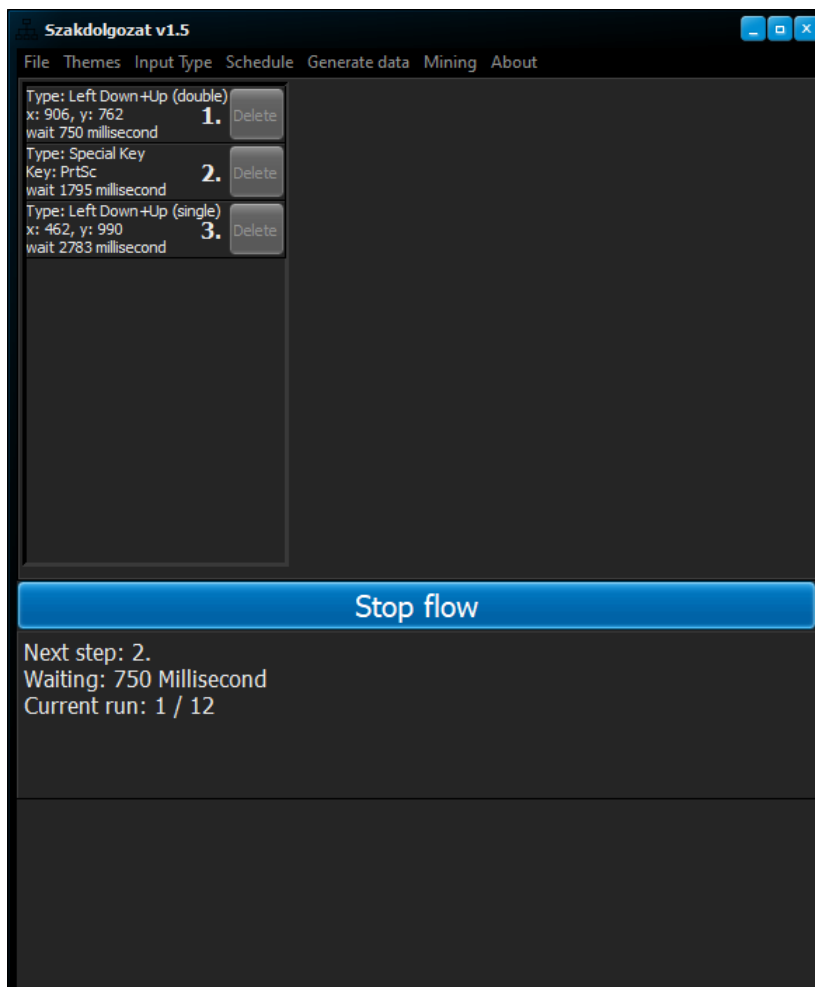 Szakdolgozat v1.5
File Themes Input Type Schedule Generate data Mining About
Type: Left Down+Up (double)
x: 906, y: 762
wait 750 millisecond
1.
Delete
Type: Special Key
Key: PrtSc
wait 1795 millisecond
2.
Delete
Type: Left Down+Up (single)
x: 462, y: 990
wait 2783 millisecond
3.
Delete
Stop flow
Next step: 2.
Waiting: 750 Millisecond
Current run: 1 / 12